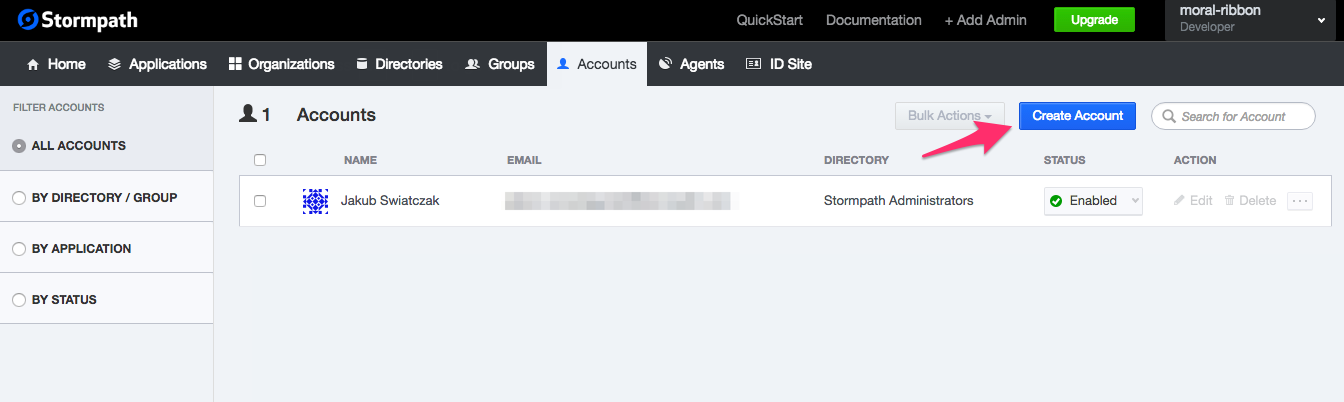 Stormpath
QuickStart Documentation + Add Admin Upgrade moral-ribbon
Developer
Home Applications Organizations Directories Groups Accounts Agents ID Site
FILTER ACCOUNTS
ALL ACCOUNTS
BY DIRECTORY / GROUP
BY APPLICATION
BY STATUS
1 Accounts Bulk Actions Create Account Search for Account
NAME EMAIL DIRECTORY STATUS ACTION
Jakub Swiatczak Stormpath Administrators Enabled Edit Delete ...